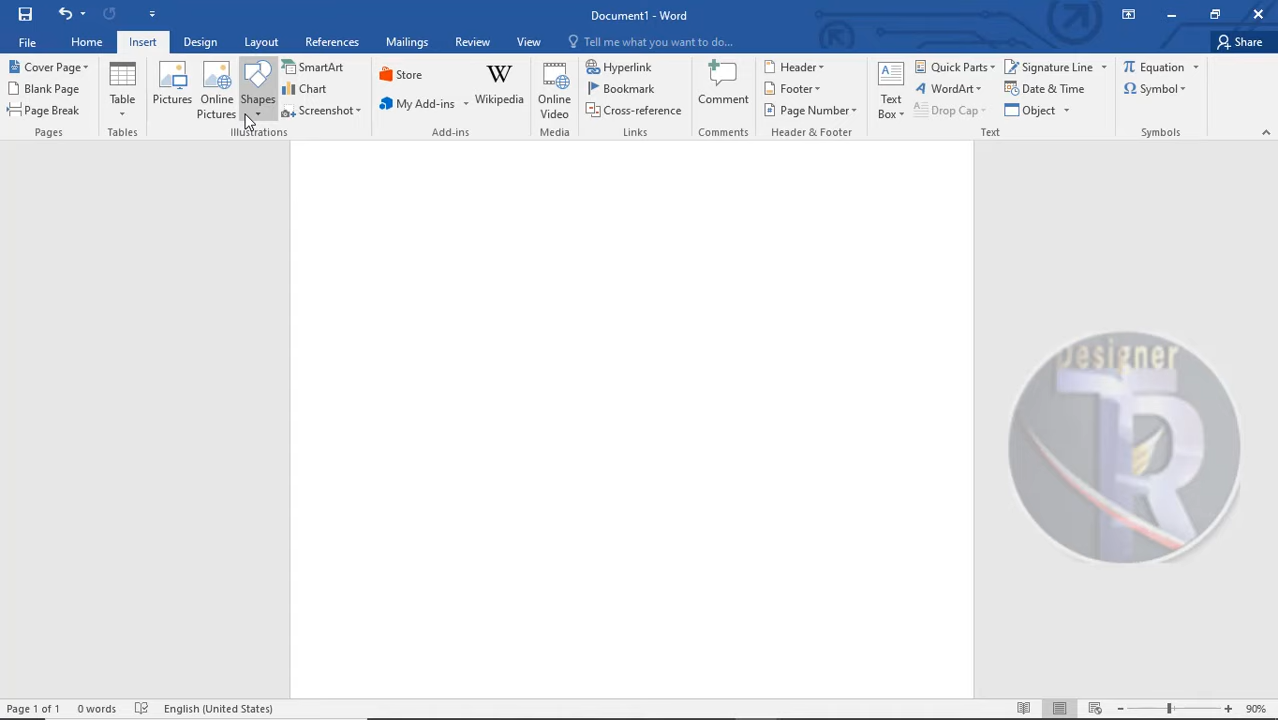 Document1 - Word
File Home Insert Design Layout References Mailings Review View Tell me what you want to do... Share
Cover Page
Blank Page
Page Break
Pages
Table
Tables
Pictures
Online Pictures
Shapes
SmartArt
Chart
Screenshot
Illustrations
Store
My Add-ins
W
Wikipedia
Add-ins
Online Video
Media
Hyperlink
Bookmark
Cross-reference
Links
Comment
Comments
Header
Footer
Page Number
Header & Footer
Text Box
Quick Parts
WordArt
Drop Cap
Signature Line
Date & Time
Object
Text
π Equation
Ω Symbol
Symbols
Designer
TR
Page 1 of 1 0 words English (United States) 90%